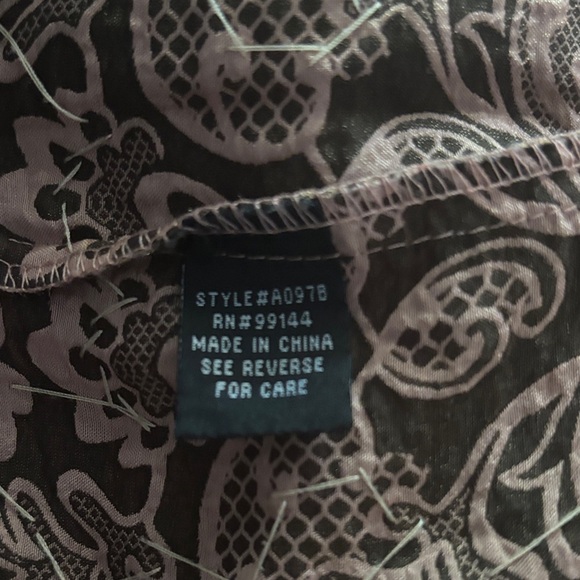 STYLE#A097B
RN#99144
MADE IN CHINA
SEE REVERSE
FOR CARE